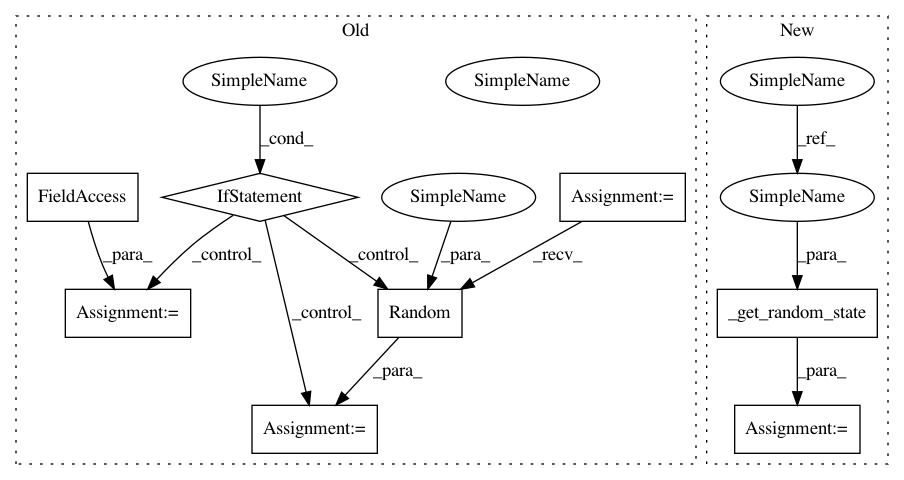 Old
New
SimpleName
SimpleName
SimpleName
_cond_
_ref_
FieldAccess
IfStatement
SimpleName
Assignment:=
SimpleName
_para_
_control_
_control_
_para_
_recv_
_para_
Assignment:=
_control_
Random
_get_random_state
_para_
_para_
Assignment:=
Assignment:=